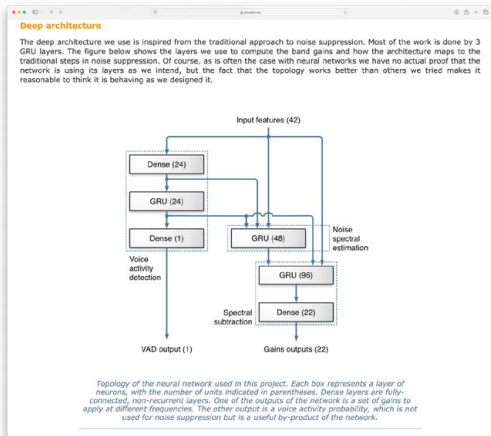 Deep architecture
The deep architecture we use is inspired from the traditional approach to noise suppression. Most of the work is done by 3
GRU layers. The figure below shows the layers we use to compute the band gains and how the architecture maps to the
traditional steps in noise suppression. Of course, as is often the case with neural networks we have no actual proof that the
network is using its layers as we intend, but the fact that the topology works better than others we tried makes it
reasonable to think it is behaving as we designed it.
Input features (42)
Dense (24)
GRU (24)
Dense (1)
GRU (48)
Noise
spectral
estimation
Voice
activity
detection
GRU (96)
Spectral
subtraction
Dense (22)
VAD output (1)
Gains outputs (22)
Topology of the neural network used in this project. Each box represents a layer of
neurons, with the number of units indicated in parentheses. Dense layers are fully-
connected, non-recurrent layers. One of the outputs of the network is a set of gains to
apply at different frequencies. The other output is a voice activity probability, which is not
used for noise suppression but is a useful by-product of the network.